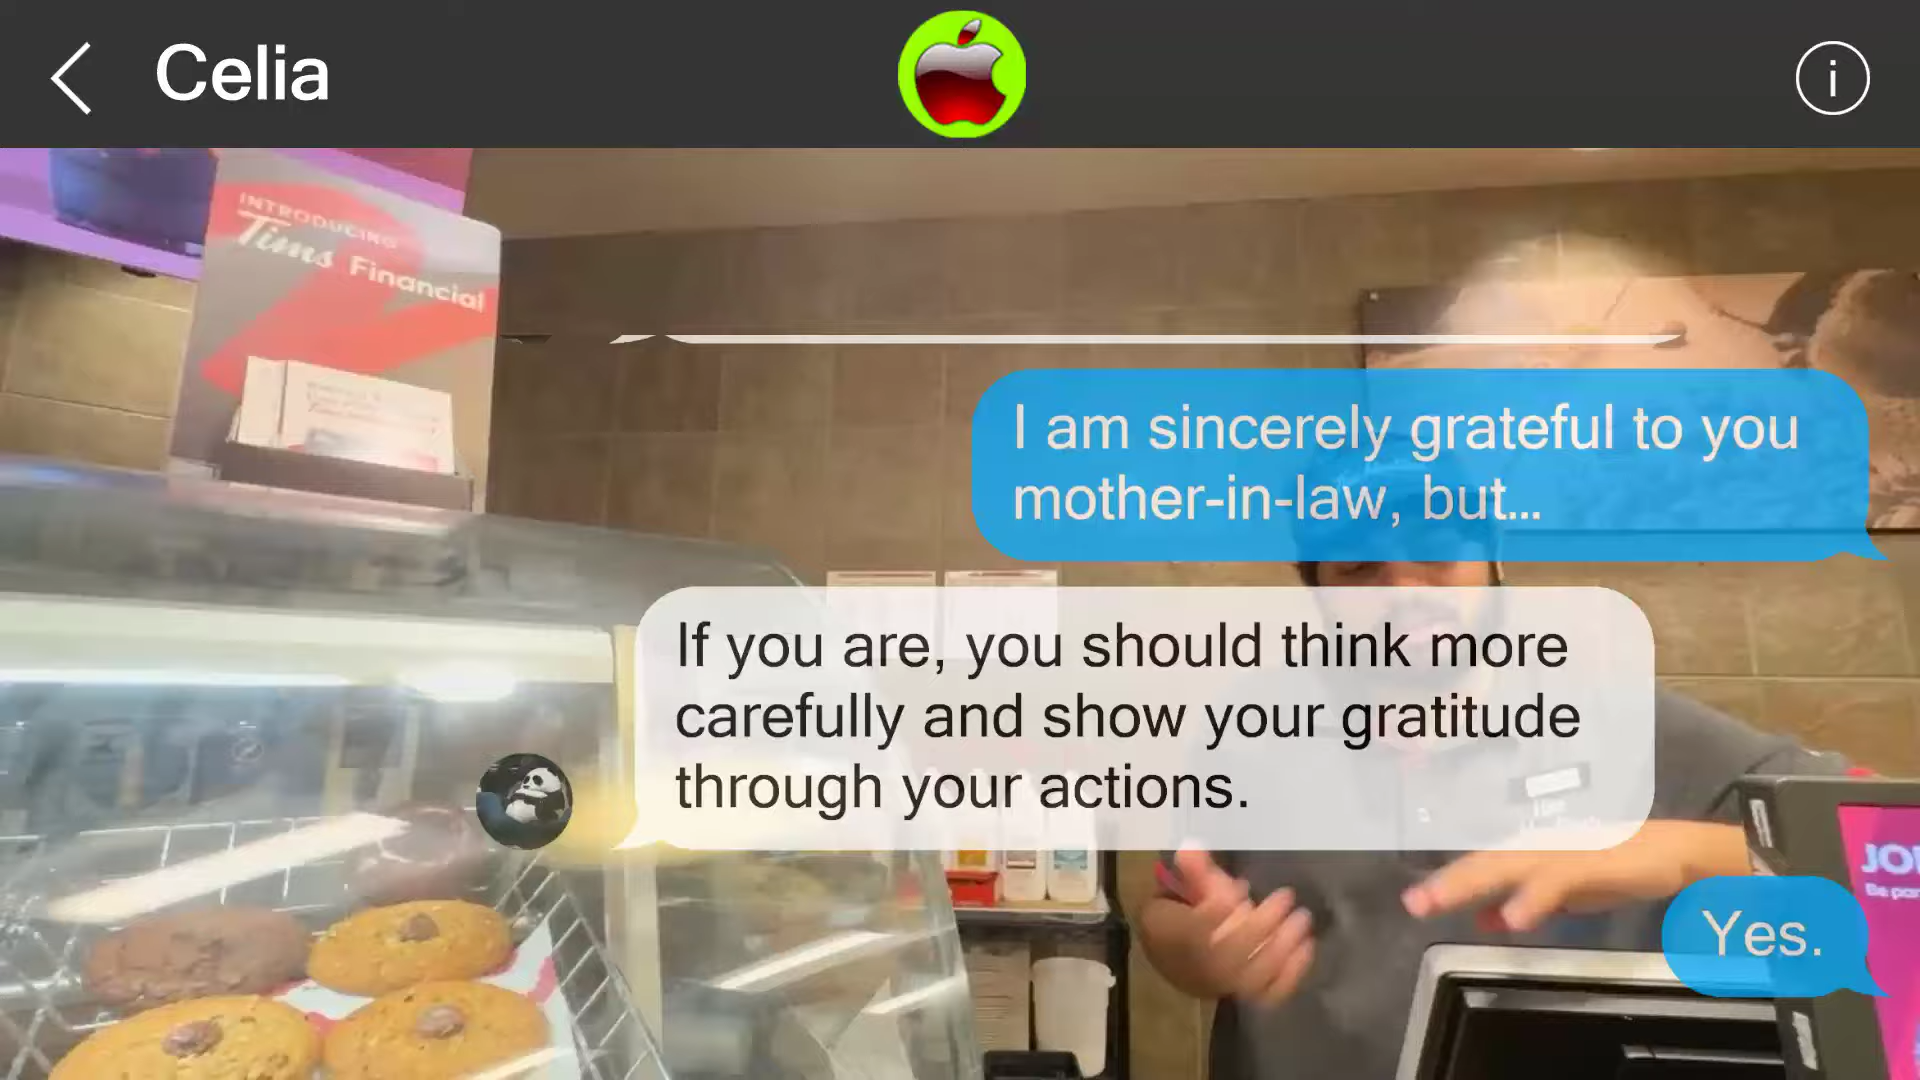 Celia
i
INTRODUCING
Tims Financial
I am sincerely grateful to you
mother-in-law, but...
If you are, you should think more
carefully and show your gratitude
through your actions.
Yes.